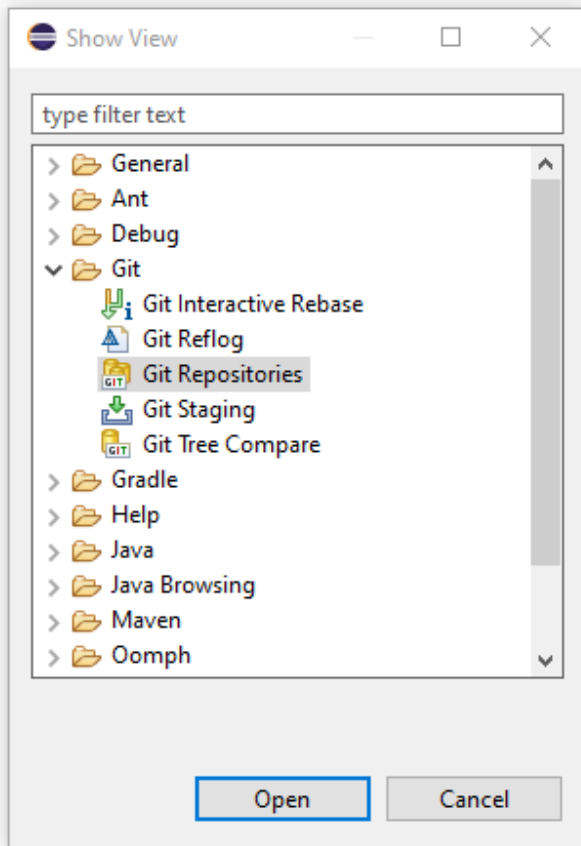 Show View
type filter text
General
Ant
Debug
Git
Git Interactive Rebase
Git Reflog
Git Repositories
Git Staging
Git Tree Compare
Gradle
Help
Java
Java Browsing
Maven
Oomph
Open Cancel